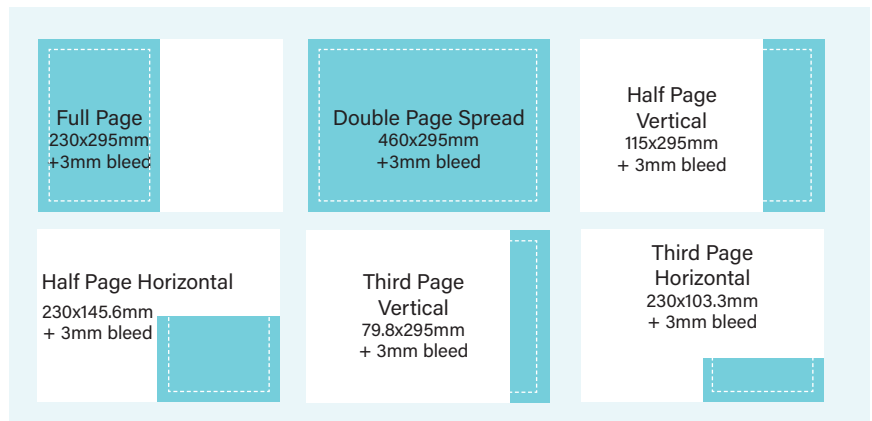 Full Page
230x295mm
+3mm bleed
Double Page Spread
460x295mm
+3mm bleed
Half Page
Vertical
115x295mm
+ 3mm bleed
Half Page Horizontal
230x145.6mm
+ 3mm bleed
Third Page
Vertical
79.8x295mm
+ 3mm bleed
Third Page
Horizontal
230x103.3mm
+ 3mm bleed